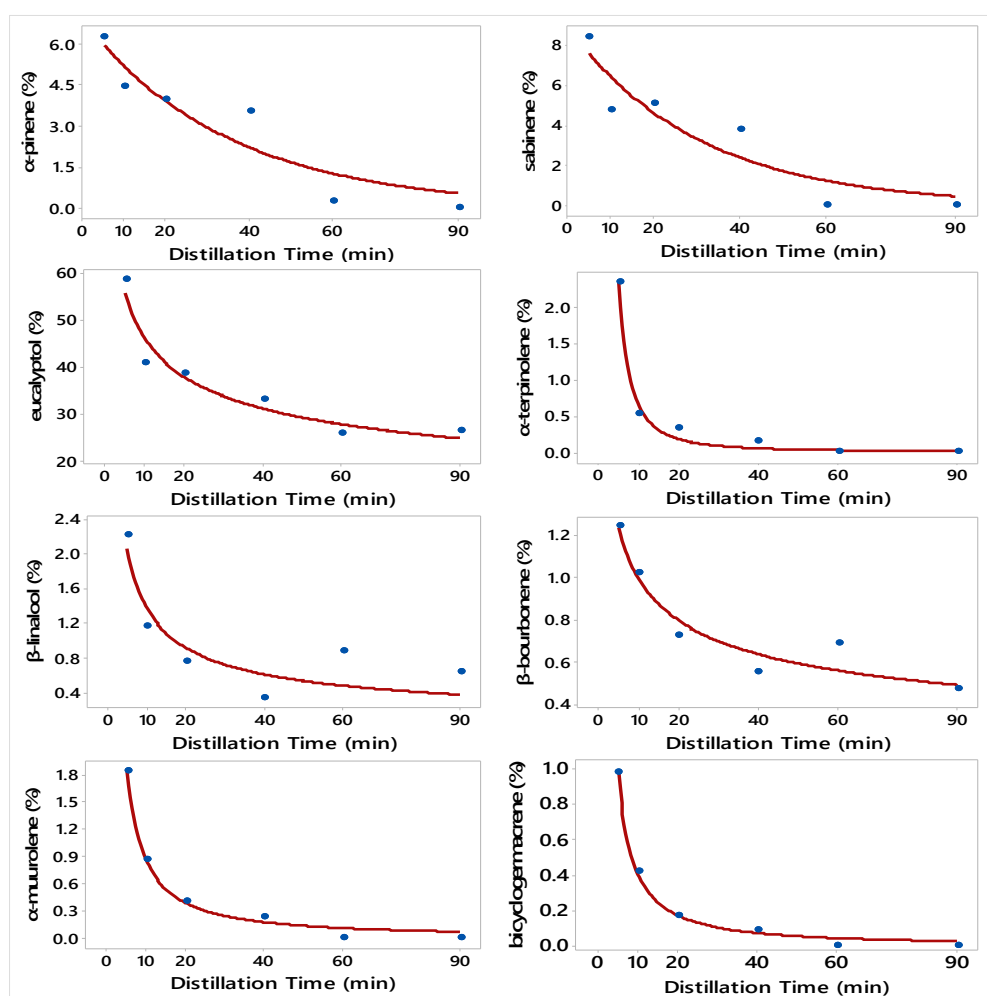 α-pinene (%)
6.0
4.5
3.0
1.5
0.0
0 10 20 40 60 90
Distillation Time (min)
sabinene (%)
8
6
4
2
0
0 10 20 40 60 90
Distillation Time (min)
eucalyptol (%)
60
50
40
30
20
0 10 20 40 60 90
Distillation Time (min)
α-terpinolene (%)
2.0
1.5
1.0
0.5
0.0
0 10 20 40 60 90
Distillation Time (min)
β-linalool (%)
2.4
2.0
1.6
1.2
0.8
0.4
0 10 20 40 60 90
Distillation Time (min)
β-bourbonene (%)
1.2
1.0
0.8
0.6
0.4
0 10 20 40 60 90
Distillation Time (min)
α-muurolene (%)
1.8
1.5
1.2
0.9
0.6
0.3
0.0
0 10 20 40 60 90
Distillation Time (min)
bicyclogermacrene (%)
1.0
0.8
0.6
0.4
0.2
0.0
0 10 20 40 60 90
Distillation Time (min)